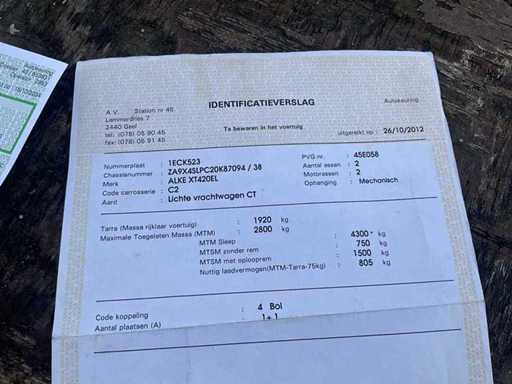 IDENTIFICATIEVERSLAG
A.V. Station nr 45
Lammerdries 7
2440 Geel
tel: (078) 05 90 45
fax: (078) 05 91 45
Autokeuring
Te bewaren in het voertuig
uitgereikt op : 26/10/2012
Nummerplaat : 1ECK523
PVG nr. : 45E058
Chassisnummer : ZA9X4SLPC20K87094 / 38
Aantal assen : 2
Merk : ALKE XT420EL
Motorassen : 2
Code carrosserie : C2
Ophanging : Mechanisch
Aard : Lichte vrachtwagen CT
Tarra (Massa rijklaar voertuig) : 1920 kg
Maximale Toegelaten Massa (MTM) : 2800 kg
MTM Sleep : 4300* kg
MTSM zonder rem : 750 kg
MTSM met oplooprem : 1500 kg
Nuttig laadvermogen(MTM-Tarra-75kg) : 805 kg
Code koppeling : 4 Bol
Aantal plaatsen (A) : 1+1